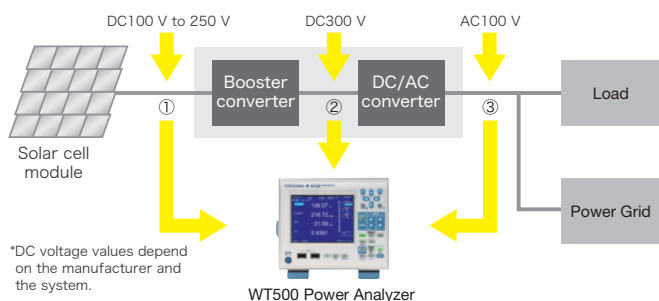 DC100 V to 250 V
DC300 V
AC100 V
Booster
converter
DC/AC
converter
Load
①
②
③
Solar cell
module
Power Grid
*DC voltage values depend
on the manufacturer and
the system.
WT500 Power Analyzer